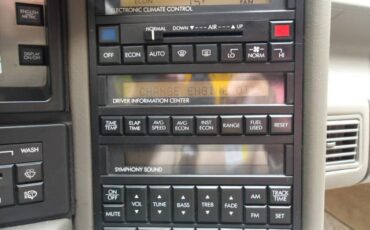 ECON
ELECTRONIC CLIMATE CONTROL
ENGLISH
METRIC
NORMAL DOWN ▼ – AIR – ▲ UP
DISPLAY
ON/OFF
OFF ECON AUTO LO NORM HI
CHANGE ENGINE OIL
DRIVER INFORMATION CENTER
TIME
TEMP
ELAP
TIME
AVG
SPEED
AVG
ECON
INST
ECON
RANGE
FUEL
USED
RESET
WASH
SYMPHONY SOUND
ON
OFF
VOL TUNE BASS TREB FADE
AM
TRACK
TIME
MUTE
FM
SET